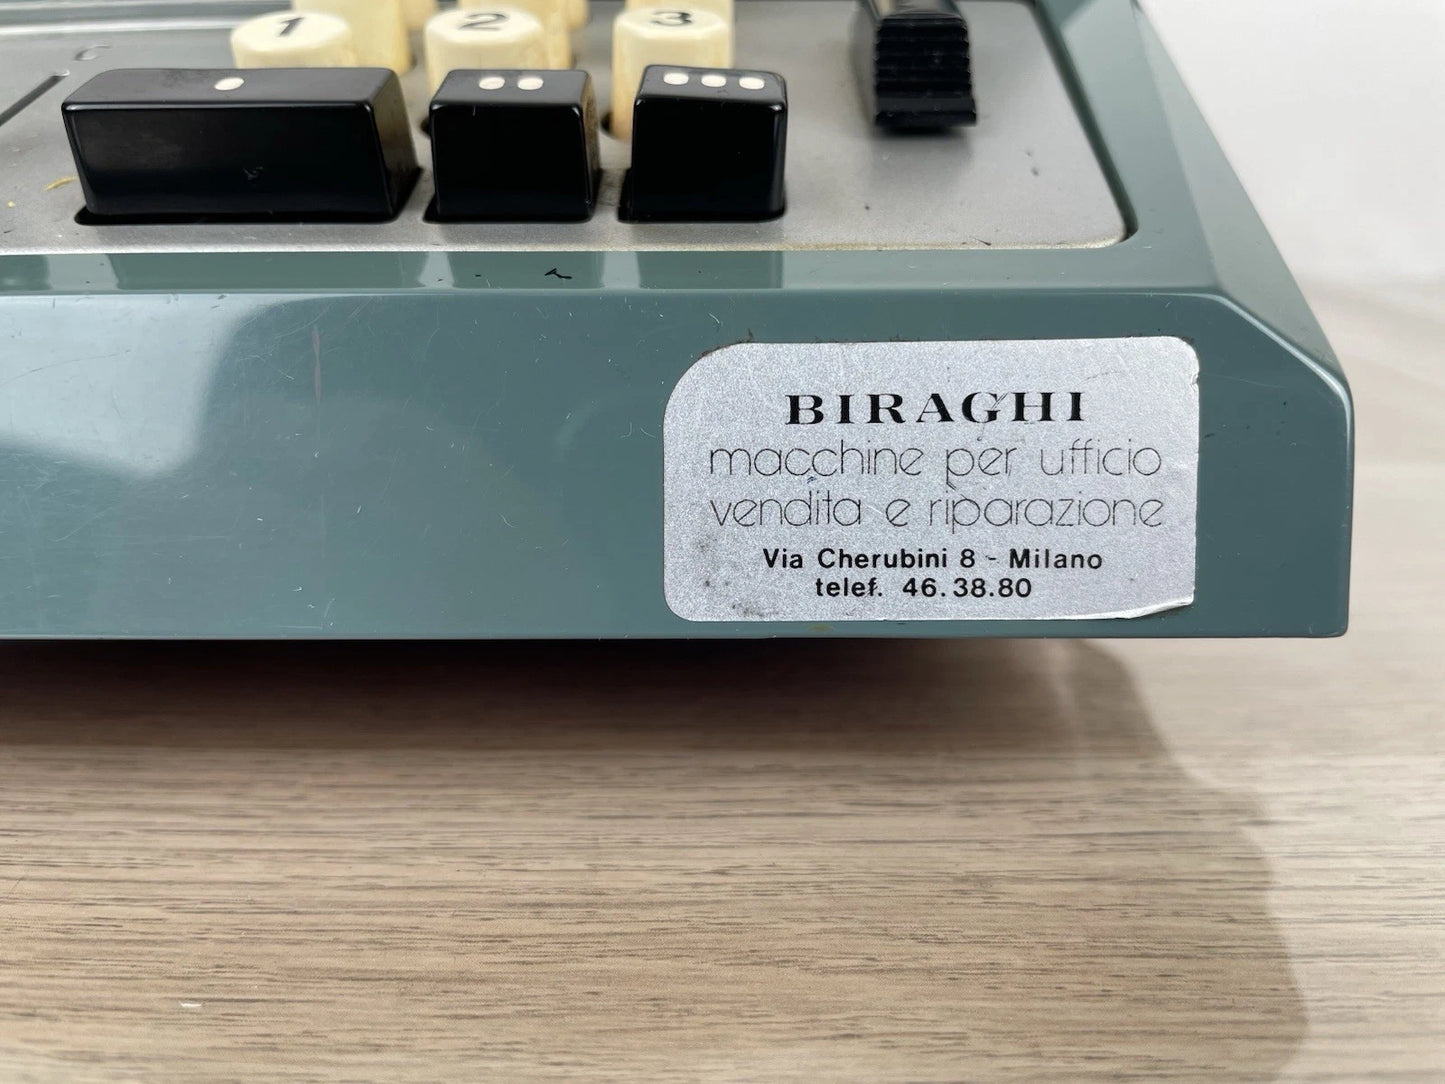 C
1 2 3
BIRAGHI
macchine per ufficio
vendita e riparazione
Via Cherubini 8 - Milano
telef. 46.38.80